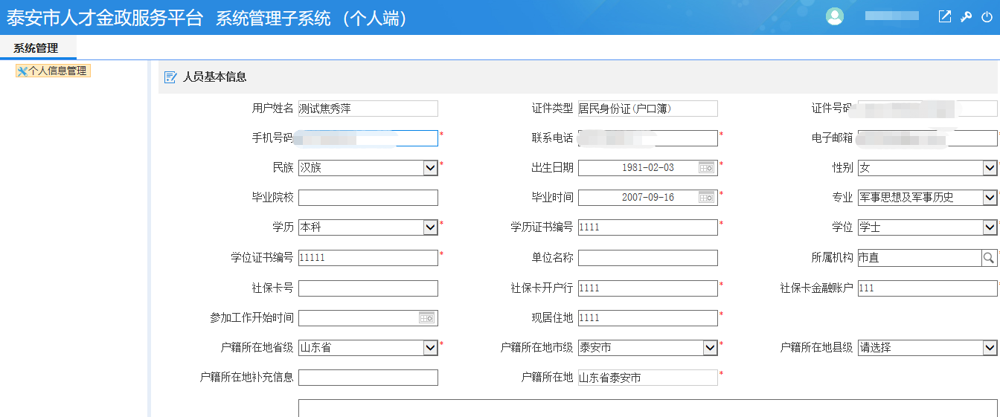 泰安市人才金政服务平台 系统管理子系统 （个人端）
系统管理
个人信息管理
人员基本信息
用户姓名 测试焦秀萍 证件类型 居民身份证(户口簿) 证件号码
手机号码 * 联系电话 * 电子邮箱
民族 汉族 * 出生日期 1981-02-03 * 性别 女
毕业院校 毕业时间 2007-09-16 * 专业 军事思想及军事历史
学历 本科 * 学历证书编号 1111 * 学位 学士
学位证书编号 11111 * 单位名称 所属机构 市直
社保卡号 社保卡开户行 1111 * 社保卡金融账户 111
参加工作开始时间 现居住地 1111 *
户籍所在地省级 山东省 * 户籍所在地市级 泰安市 * 户籍所在地县级 请选择
户籍所在地补充信息 户籍所在地 山东省泰安市 *